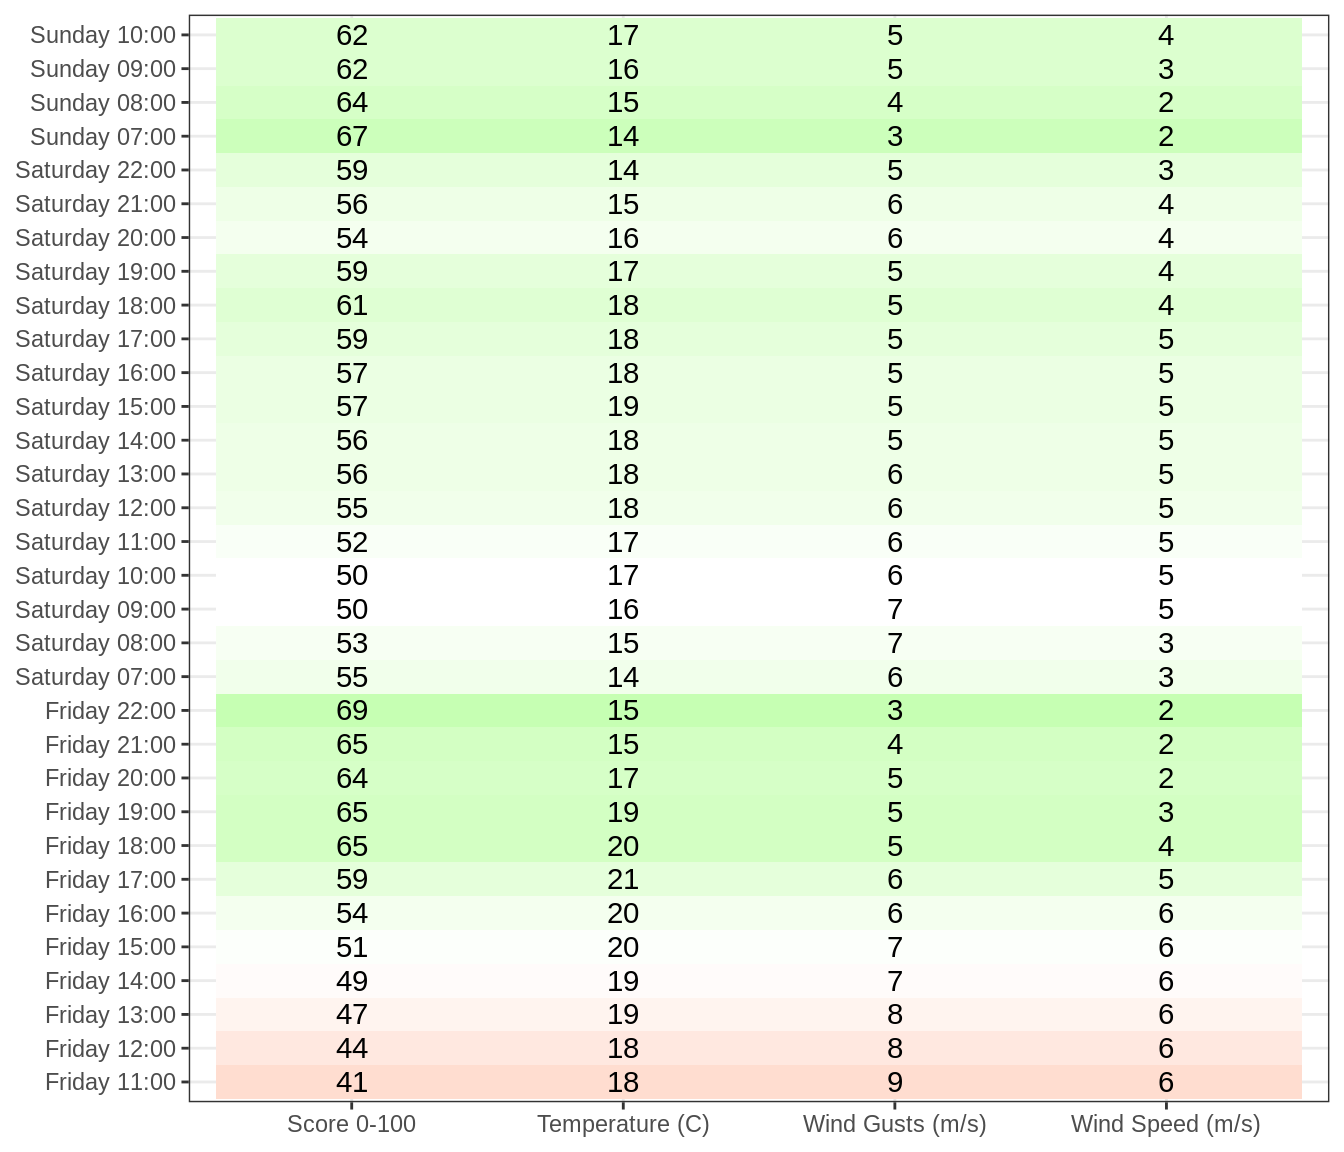 Sunday 10:00 62 17 5 4
Sunday 09:00 62 16 5 3
Sunday 08:00 64 15 4 2
Sunday 07:00 67 14 3 2
Saturday 22:00 59 14 5 3
Saturday 21:00 56 15 6 4
Saturday 20:00 54 16 6 4
Saturday 19:00 59 17 5 4
Saturday 18:00 61 18 5 4
Saturday 17:00 59 18 5 5
Saturday 16:00 57 18 5 5
Saturday 15:00 57 19 5 5
Saturday 14:00 56 18 5 5
Saturday 13:00 56 18 6 5
Saturday 12:00 55 18 6 5
Saturday 11:00 52 17 6 5
Saturday 10:00 50 17 6 5
Saturday 09:00 50 16 7 5
Saturday 08:00 53 15 7 3
Saturday 07:00 55 14 6 3
Friday 22:00 69 15 3 2
Friday 21:00 65 15 4 2
Friday 20:00 64 17 5 2
Friday 19:00 65 19 5 3
Friday 18:00 65 20 5 4
Friday 17:00 59 21 6 5
Friday 16:00 54 20 6 6
Friday 15:00 51 20 7 6
Friday 14:00 49 19 7 6
Friday 13:00 47 19 8 6
Friday 12:00 44 18 8 6
Friday 11:00 41 18 9 6
Score 0-100 Temperature (C) Wind Gusts (m/s) Wind Speed (m/s)